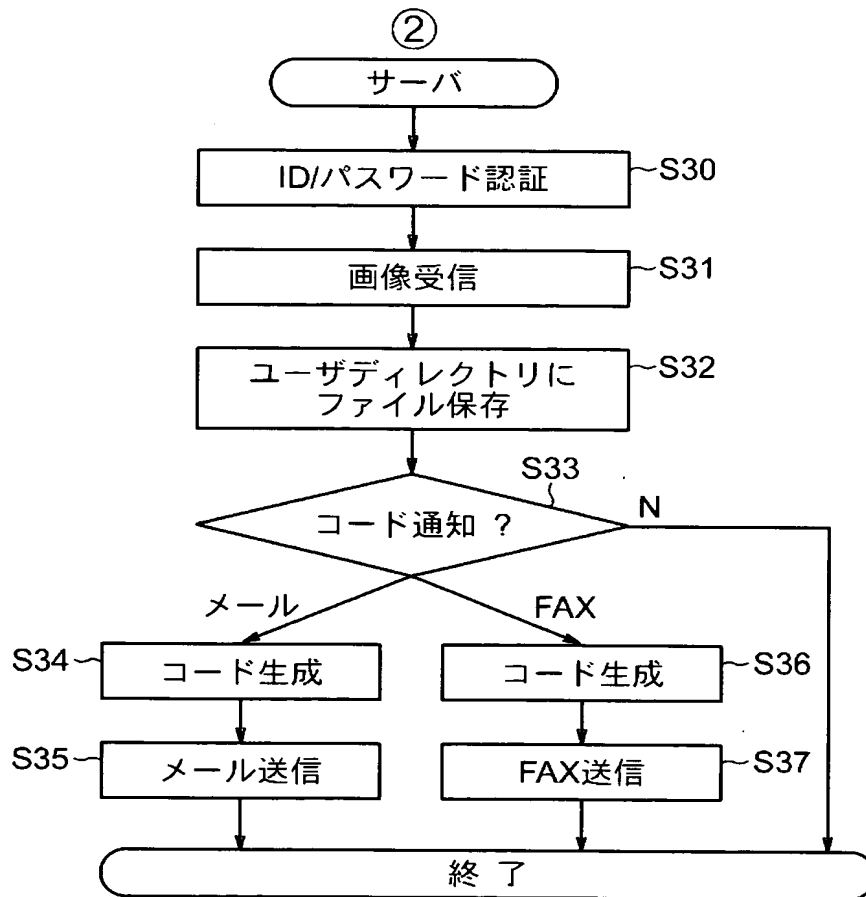 ②
サーバ
ID/パスワード認証
S30
画像受信
S31
ユーザディレクトリに
ファイル保存
S32
S33
コード通知 ?
N
メール
FAX
S34
コード生成
コード生成
S36
S35
メール送信
FAX送信
S37
終 了